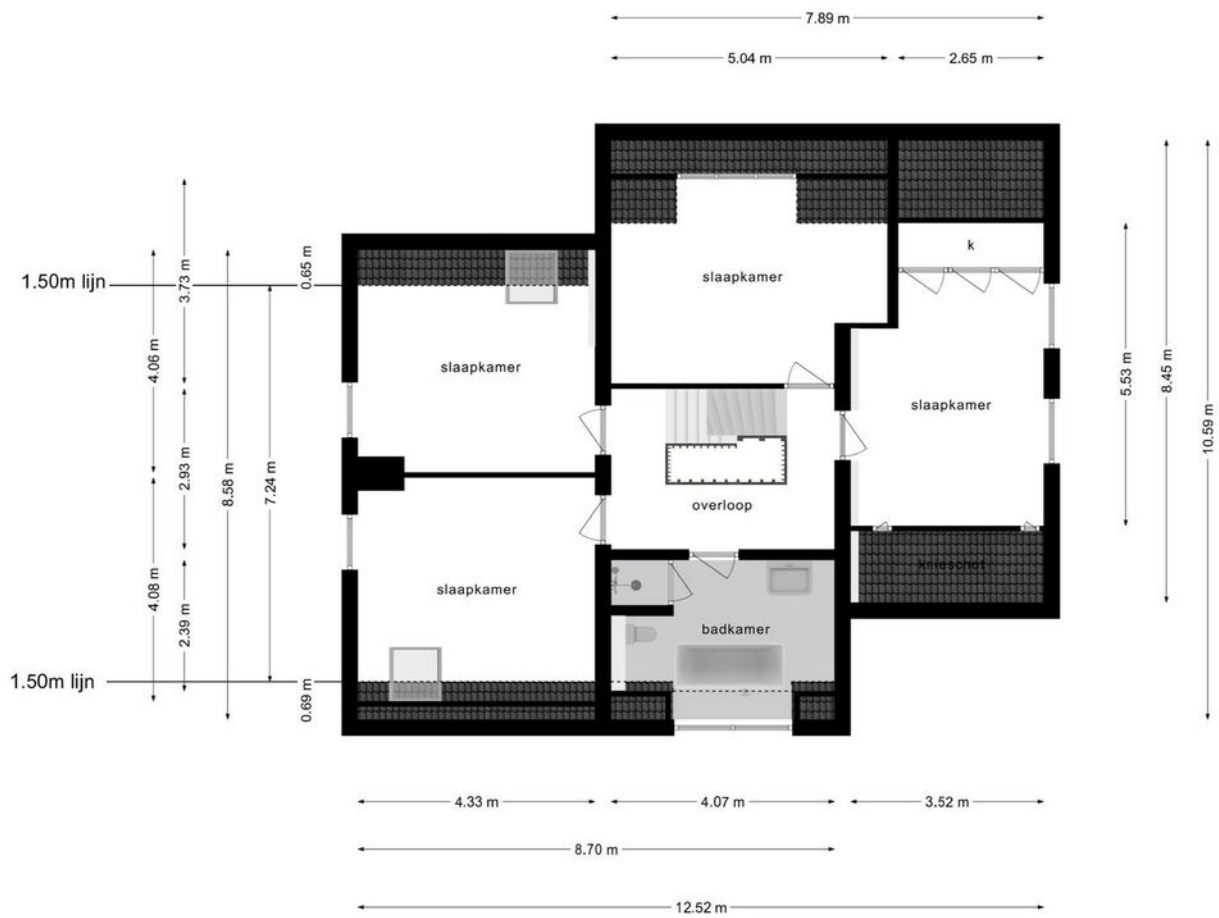 7.89 m
5.04 m
2.65 m
k
slaapkamer
1.50m lijn
0.65 m
3.73 m
slaapkamer
4.06 m
slaapkamer
5.53 m
8.45 m
10.59 m
2.93 m
8.58 m
7.24 m
overloop
knieschot
slaapkamer
4.08 m
2.39 m
badkamer
1.50m lijn
0.69 m
4.33 m
4.07 m
3.52 m
8.70 m
12.52 m